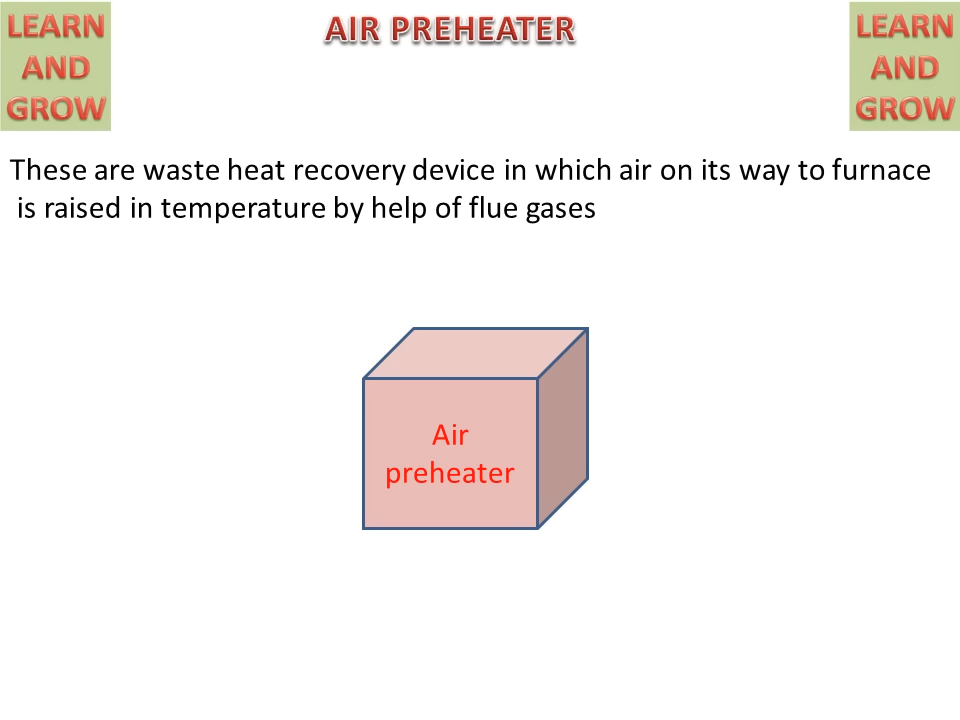 LEARN
AND
GROW
AIR PREHEATER
LEARN
AND
GROW
These are waste heat recovery device in which air on its way to furnace
is raised in temperature by help of flue gases
Air
preheater